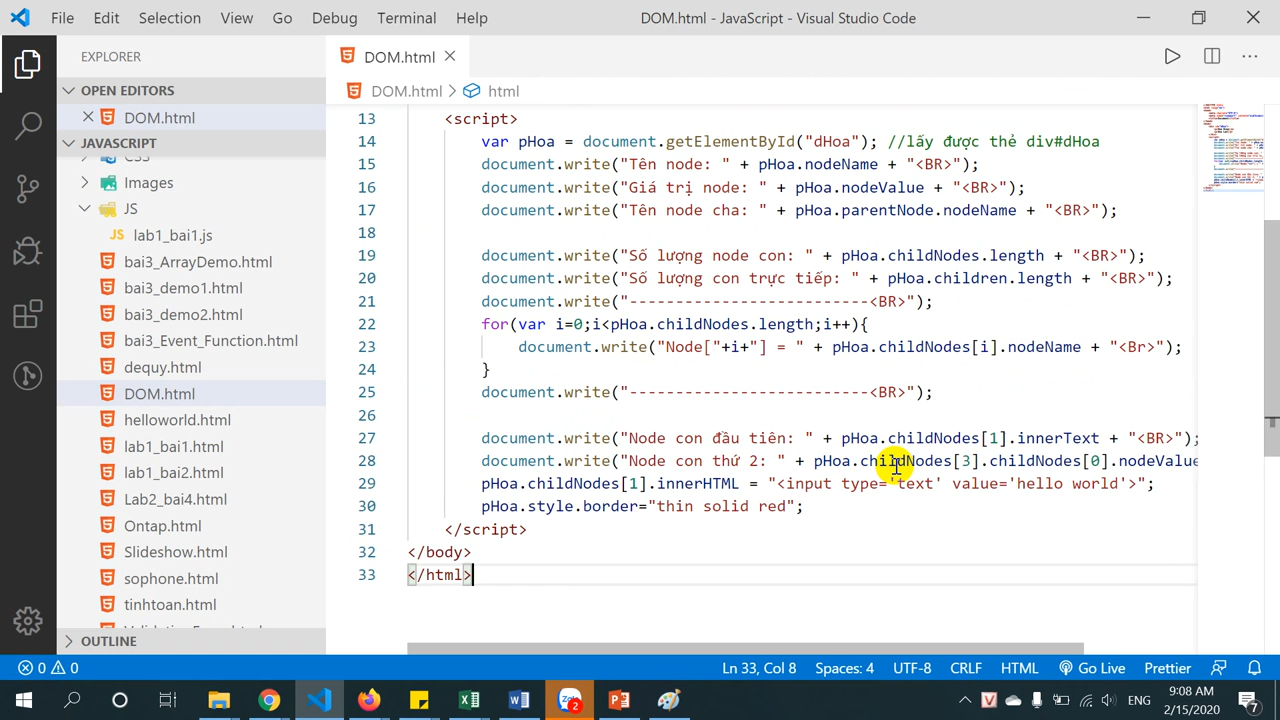 File Edit Selection View Go Debug Terminal Help DOM.html - JavaScript - Visual Studio Code
EXPLORER
OPEN EDITORS
DOM.html
JAVASCRIPT
CSS
Images
JS
lab1_bai1.js
bai3_ArrayDemo.html
bai3_demo1.html
bai3_demo2.html
bai3_Event_Function.html
dequy.html
DOM.html
helloworld.html
lab1_bai1.html
lab1_bai2.html
Lab2_bai4.html
Ontap.html
Slideshow.html
sophone.html
tinhtoan.html
OUTLINE
DOM.html
DOM.html > html
13 <script>
14 var pHoa = document.getElementById("dHoa"); //lấy được thẻ div#dHoa
15 document.write("Tên node: " + pHoa.nodeName + "<BR>");
16 document.write("Giá trị node: " + pHoa.nodeValue + "<BR>");
17 document.write("Tên node cha: " + pHoa.parentNode.nodeName + "<BR>");
18
19 document.write("Số lượng node con: " + pHoa.childNodes.length + "<BR>");
20 document.write("Số lượng con trực tiếp: " + pHoa.children.length + "<BR>");
21 document.write("--------------------------<BR>");
22 for(var i=0;i<pHoa.childNodes.length;i++){
23 document.write("Node["+i+"] = " + pHoa.childNodes[i].nodeName + "<Br>");
24 }
25 document.write("--------------------------<BR>");
26
27 document.write("Node con đầu tiên: " + pHoa.childNodes[1].innerText + "<BR>");
28 document.write("Node con thứ 2: " + pHoa.childNodes[3].childNodes[0].nodeValue
29 pHoa.childNodes[1].innerHTML = "<input type='text' value='hello world'>";
30 pHoa.style.border="thin solid red";
31 </script>
32 </body>
33 </html>
0 0 Ln 33, Col 8 Spaces: 4 UTF-8 CRLF HTML Go Live Prettier
Zalo 2
ENG 9:08 AM
2/15/2020
7